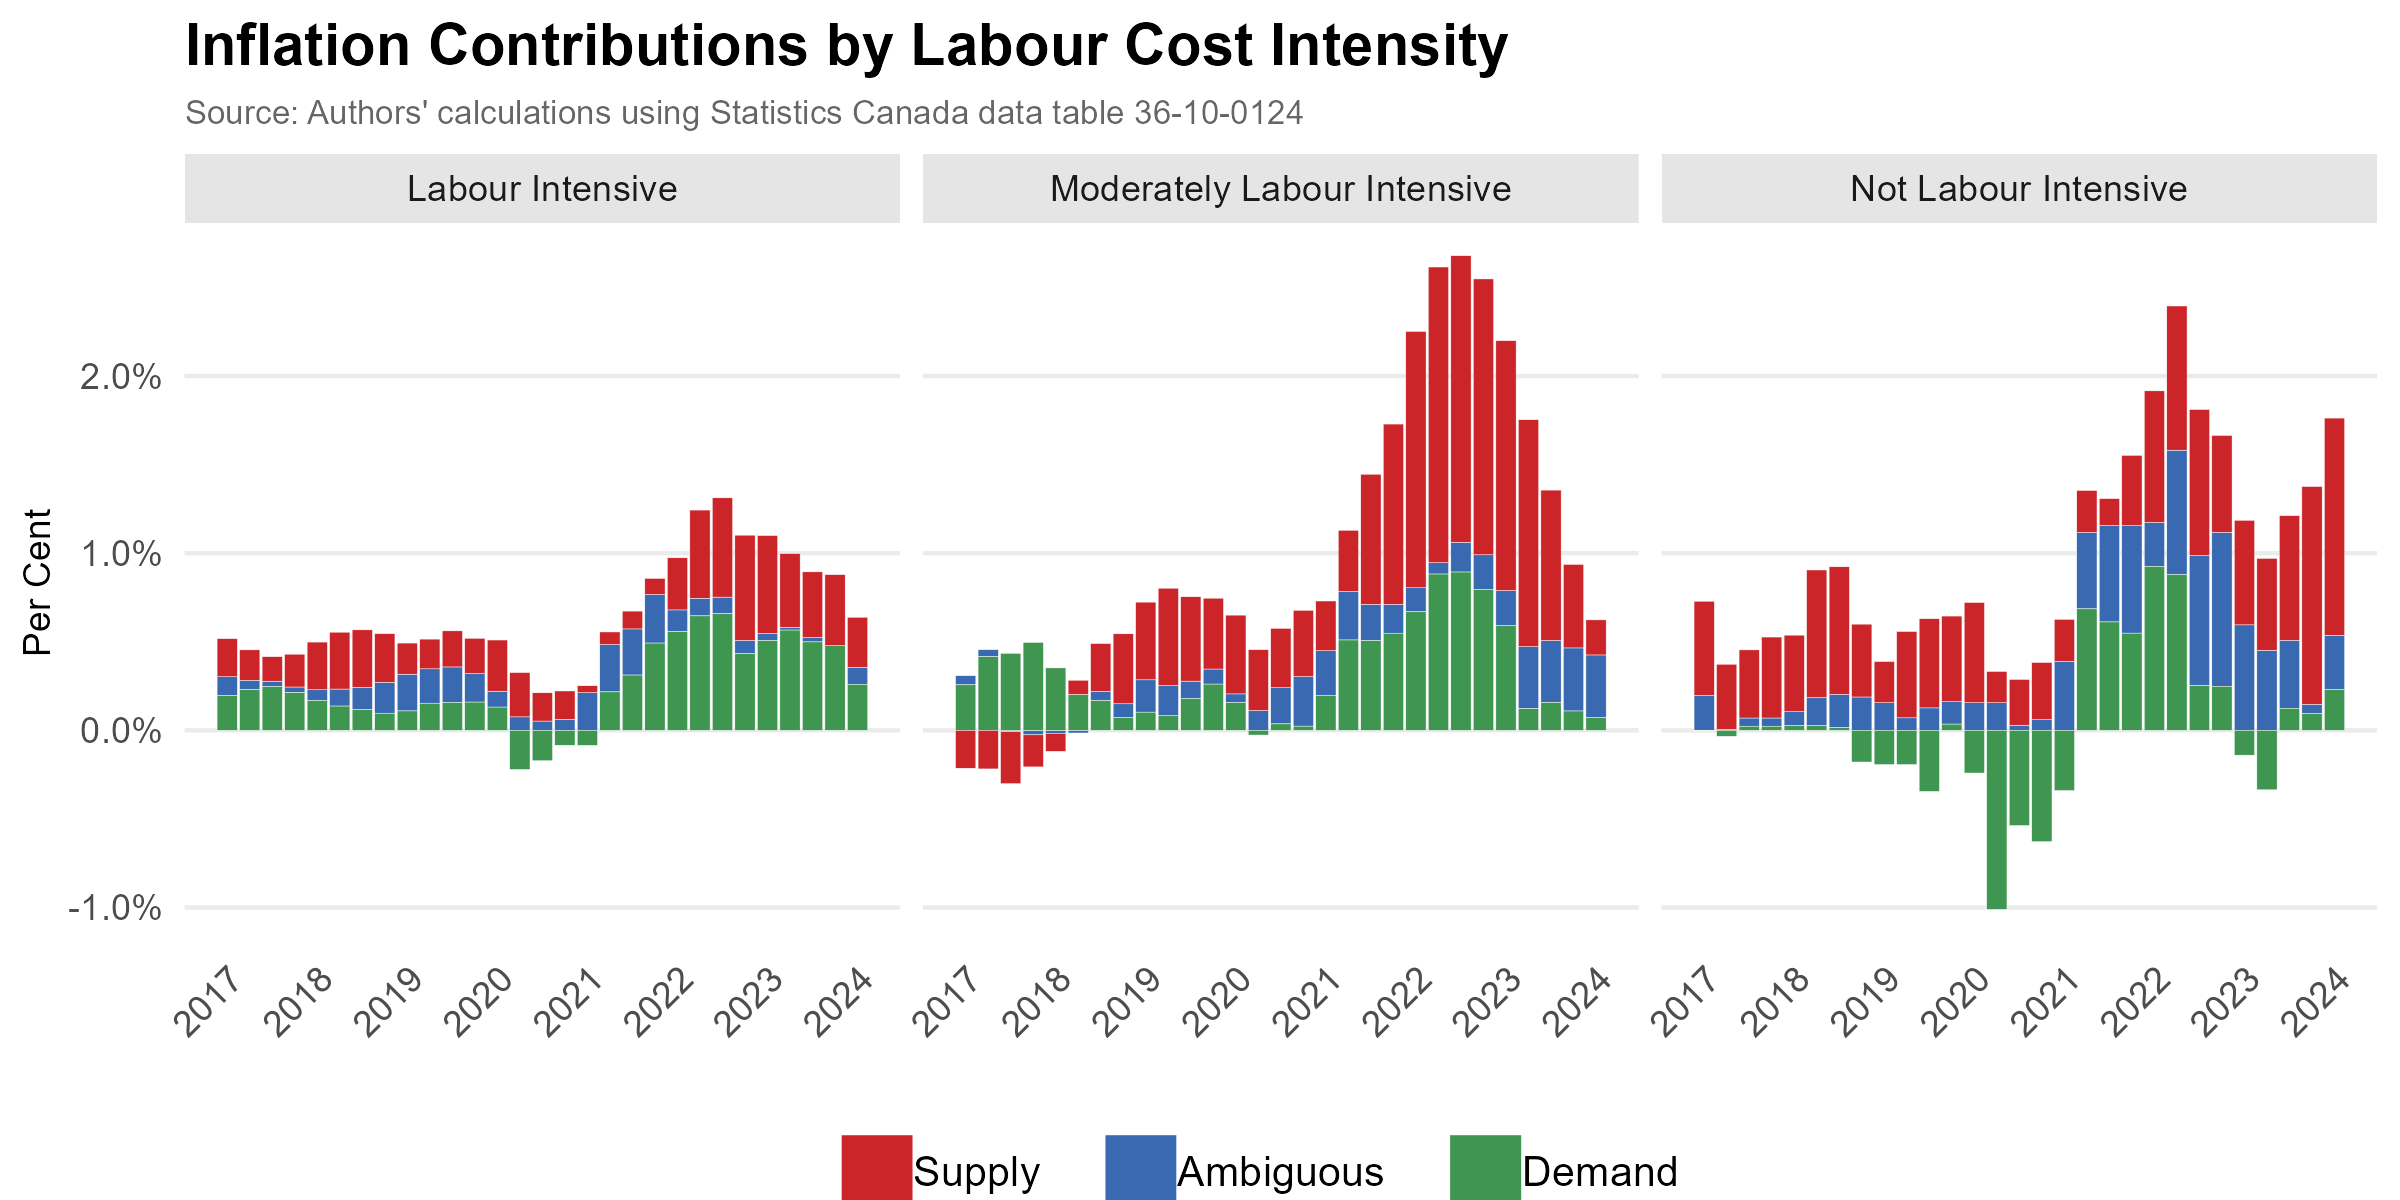 Inflation Contributions by Labour Cost Intensity
Source: Authors' calculations using Statistics Canada data table 36-10-0124
Labour Intensive
Moderately Labour Intensive
Not Labour Intensive
Per Cent
2.0%
1.0%
0.0%
-1.0%
2017 2018 2019 2020 2021 2022 2023 2024
2017 2018 2019 2020 2021 2022 2023 2024
2017 2018 2019 2020 2021 2022 2023 2024
Supply Ambiguous Demand